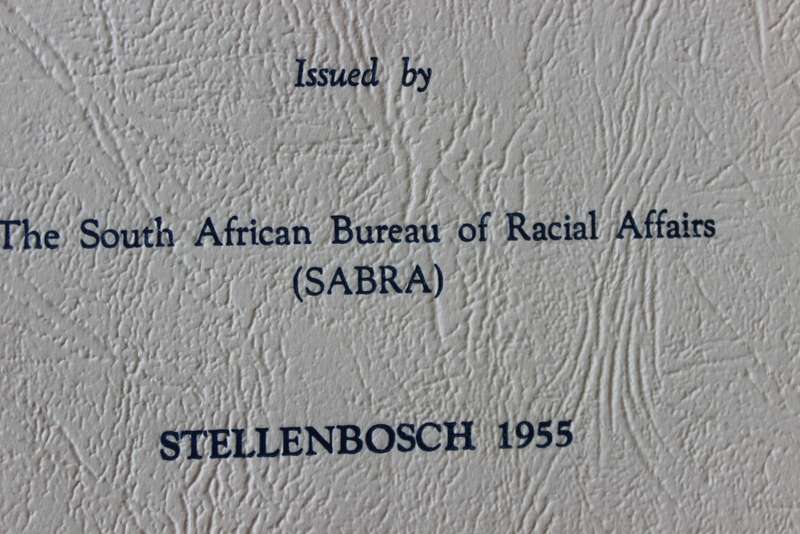 Issued by
The South African Bureau of Racial Affairs
(SABRA)
STELLENBOSCH 1955